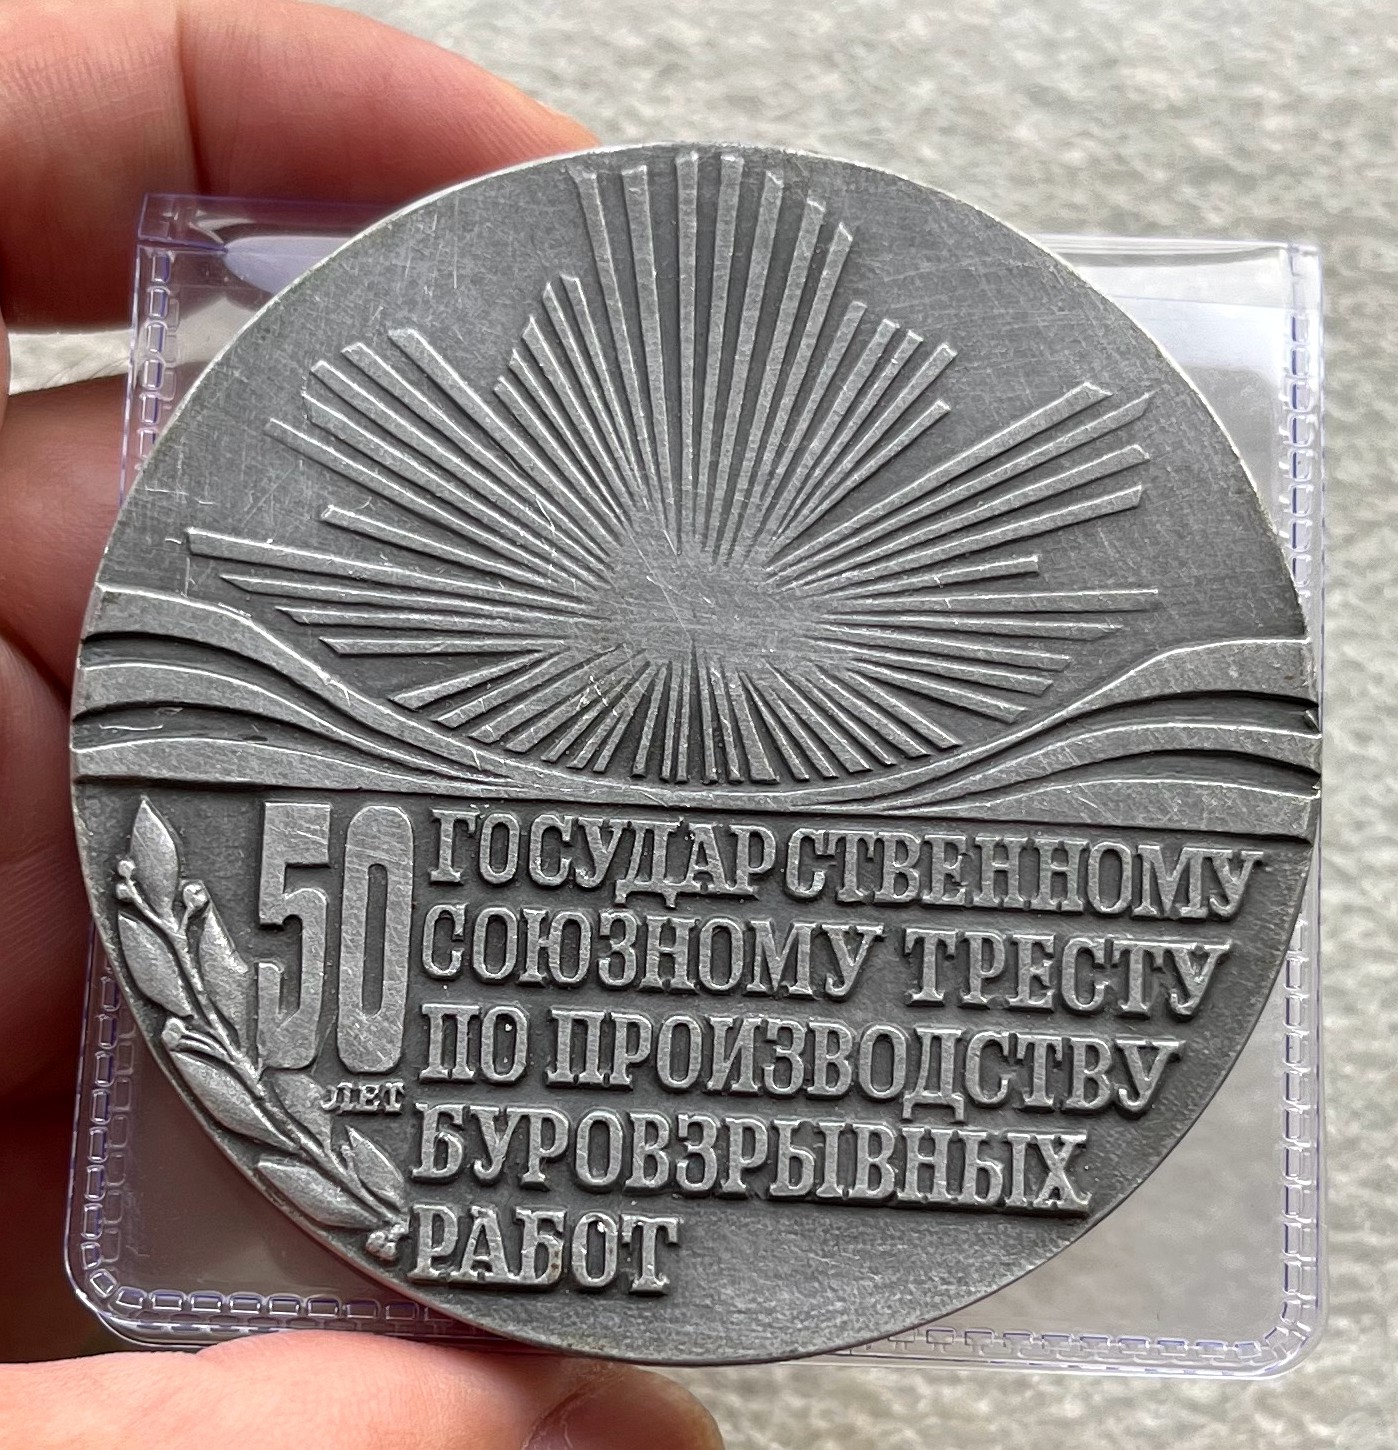 50 ГОСУДАРСТВЕННОМУ
СОЮЗНОМУ ТРЕСТУ
ПО ПРОИЗВОДСТВУ
ЛЕТ
БУРОВЗРЫВНЫХ
РАБОТ